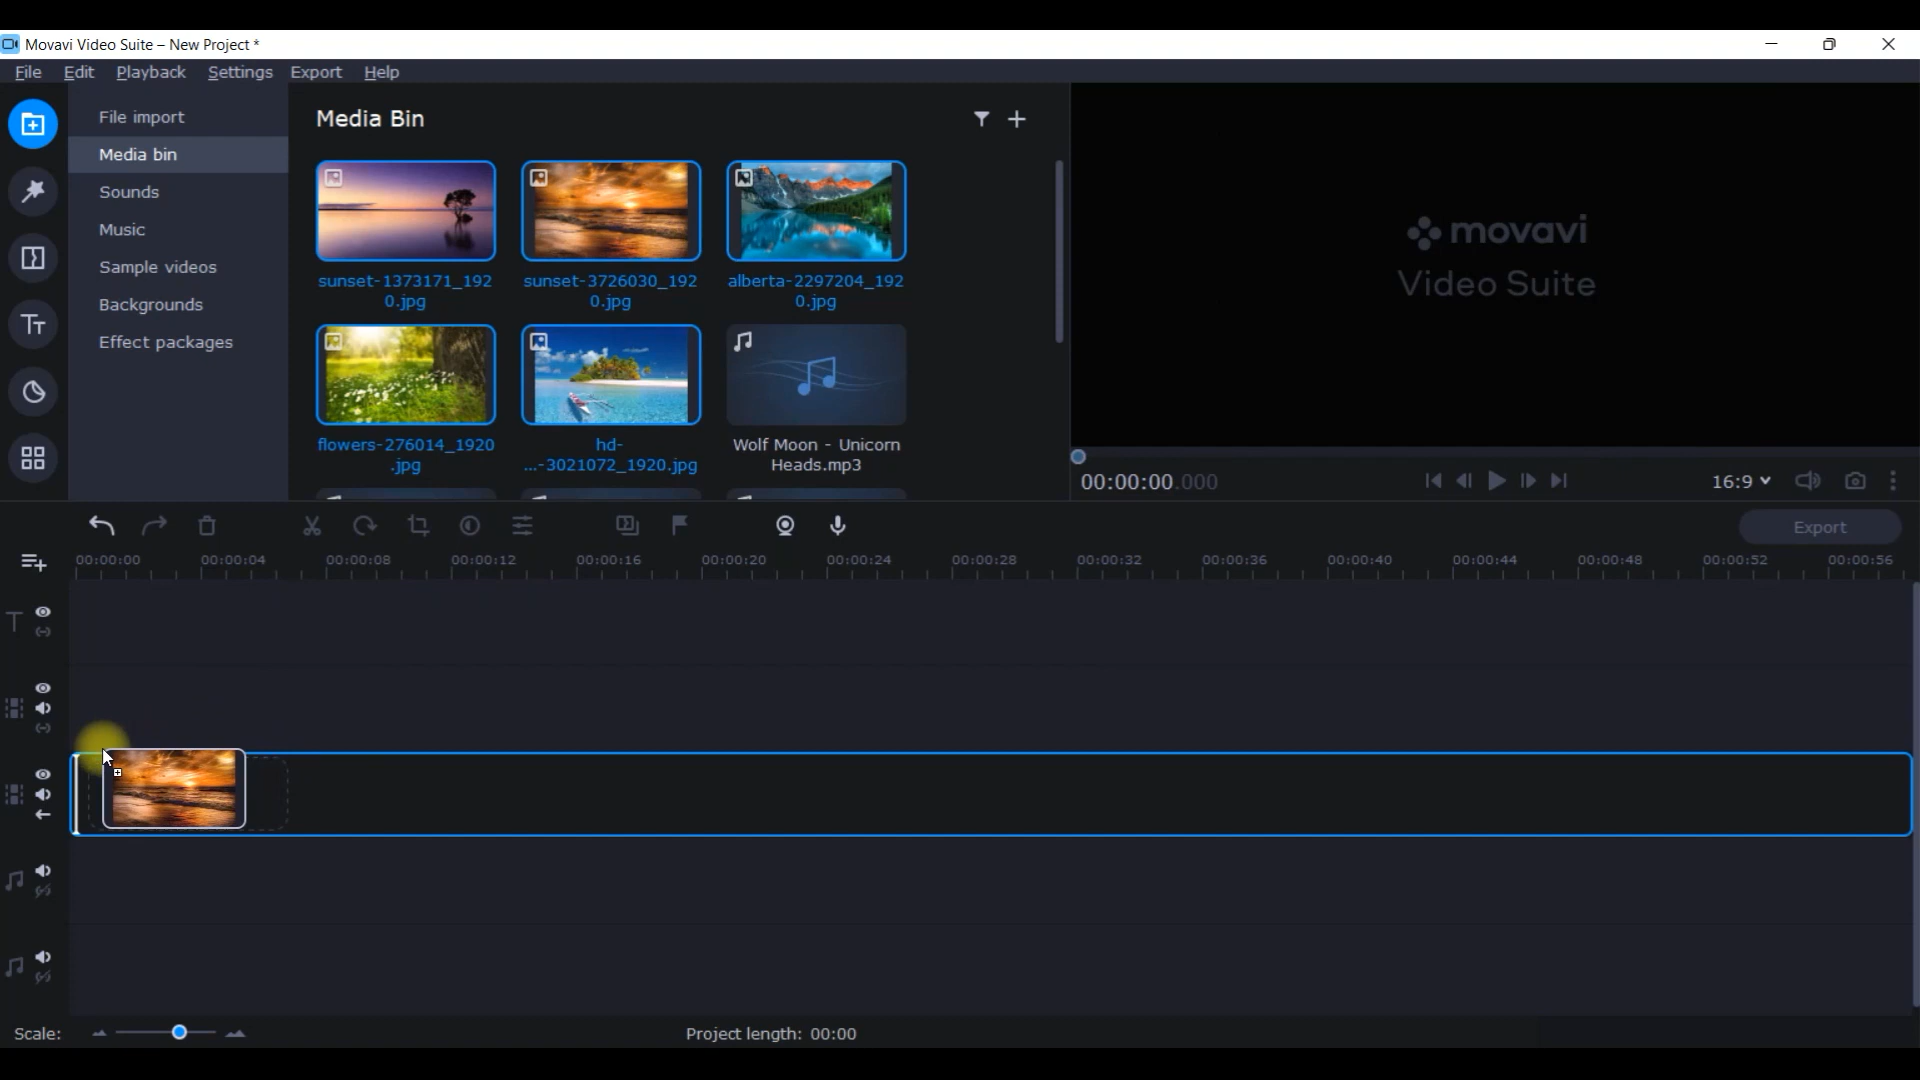 Movavi Video Suite – New Project *
File Edit Playback Settings Export Help
File import
Media bin
Sounds
Music
Sample videos
Backgrounds
Effect packages
Media Bin
sunset-1373171_192
0.jpg
sunset-3726030_192
0.jpg
alberta-2297204_192
0.jpg
flowers-276014_1920
.jpg
hd-
...-3021072_1920.jpg
Wolf Moon - Unicorn
Heads.mp3
movavi
Video Suite
00:00:00.000
16:9
Export
00:00:00 00:00:04 00:00:08 00:00:12 00:00:16 00:00:20 00:00:24 00:00:28 00:00:32 00:00:36 00:00:40 00:00:44 00:00:48 00:00:52 00:00:56
Scale:
Project length: 00:00